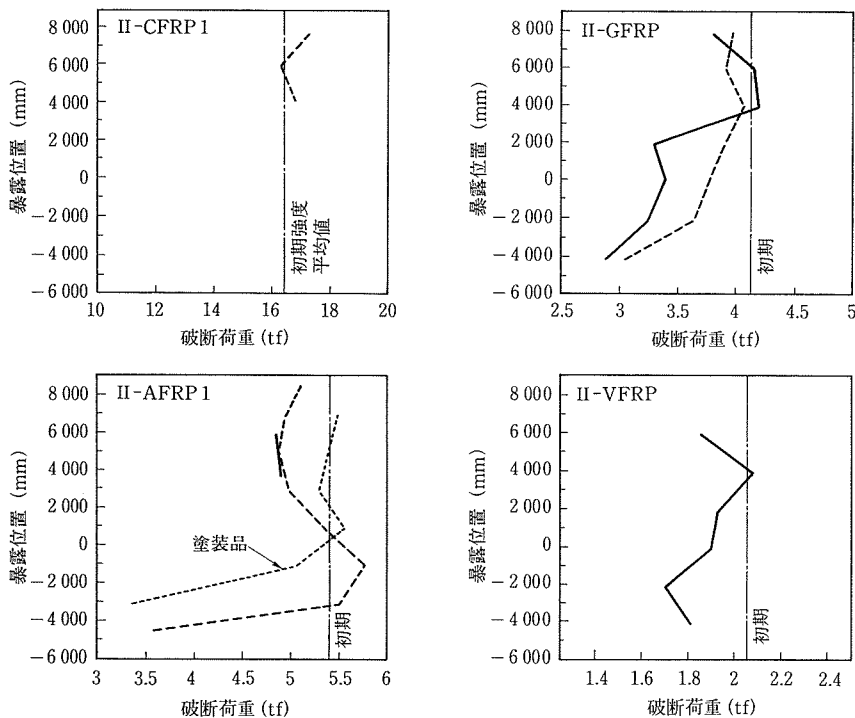 II-CFRP 1
8 000
6 000
4 000
2 000
0
−2 000
−4 000
−6 000
暴露位置 (mm)
初期強度
平均値
10 12 14 16 18 20
破断荷重 (tf)
II-GFRP
8 000
6 000
4 000
2 000
0
−2 000
−4 000
−6 000
暴露位置 (mm)
初期
2.5 3 3.5 4 4.5 5
破断荷重 (tf)
II-AFRP 1
8 000
6 000
4 000
2 000
0
−2 000
−4 000
−6 000
暴露位置 (mm)
塗装品
初期
3 3.5 4 4.5 5 5.5 6
破断荷重 (tf)
II-VFRP
8 000
6 000
4 000
2 000
0
−2 000
−4 000
−6 000
暴露位置 (mm)
初期
1.4 1.6 1.8 2 2.2 2.4
破断荷重 (tf)